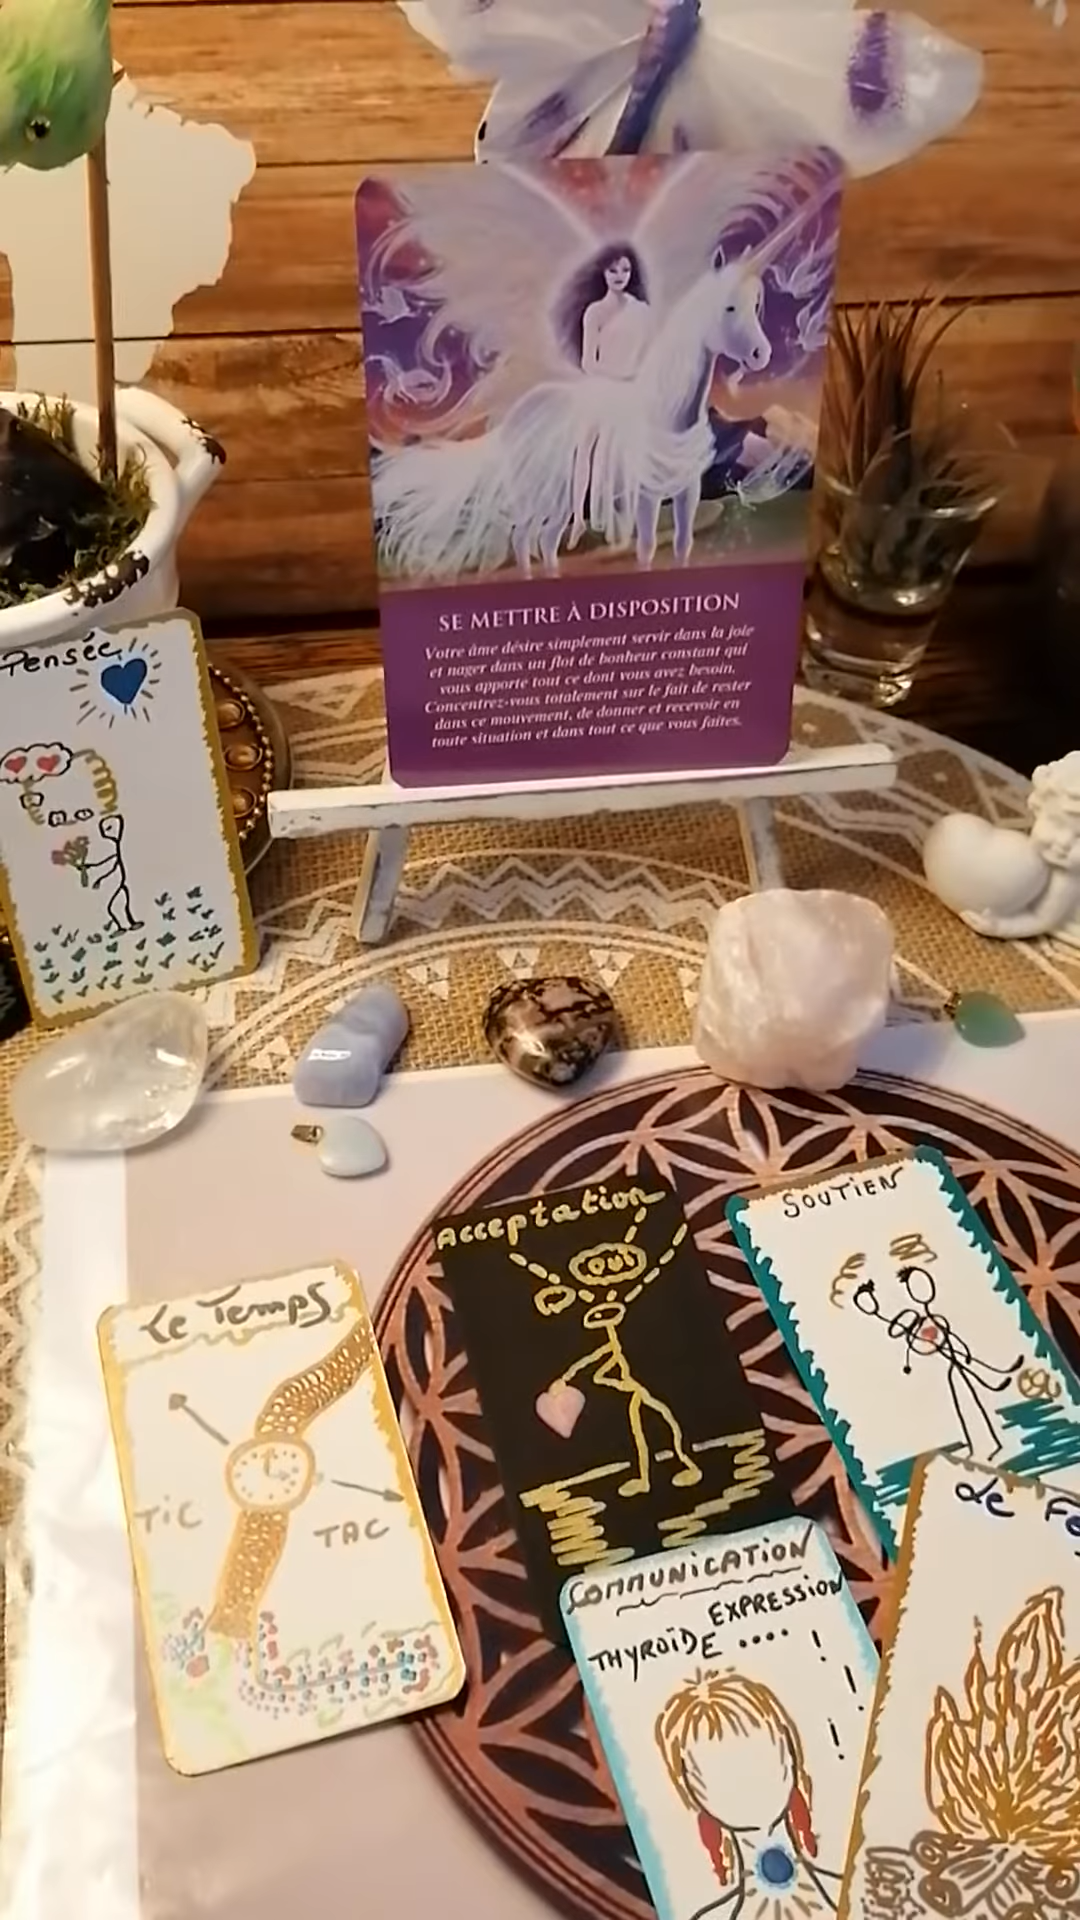 SE METTRE À DISPOSITION
Votre âme désire simplement servir dans la joie
et nager dans un flot de bonheur constant qui
vous apporte tout ce dont vous avez besoin.
Concentrez-vous totalement sur le fait de rester
dans ce mouvement, de donner et recevoir en
toute situation et dans tout ce que vous faites.
Pensée
Acceptation
OUI
SOUTIEN
Le Temps
TIC
TAC
Le
COMMUNICATION
EXPRESSION
THYROÏDE ....
! ! !